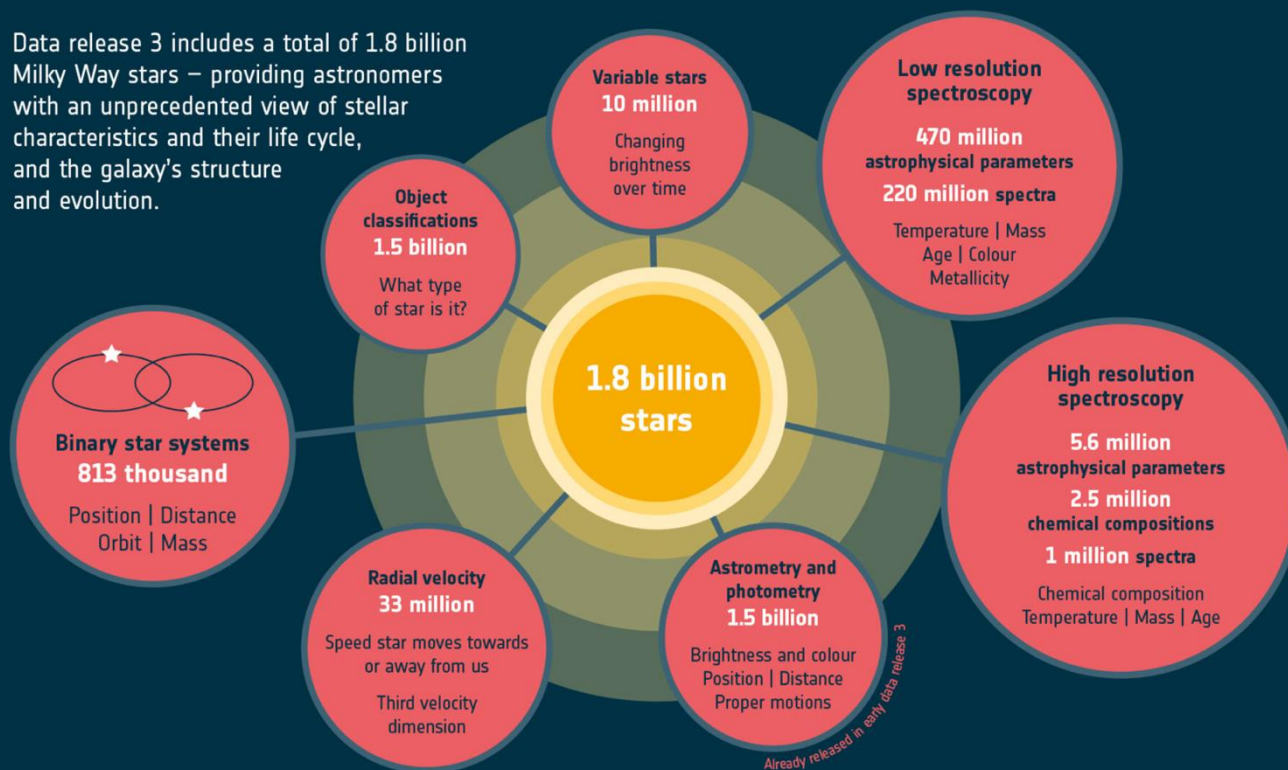 Data release 3 includes a total of 1.8 billion
Milky Way stars – providing astronomers
with an unprecedented view of stellar
characteristics and their life cycle,
and the galaxy's structure
and evolution.
Variable stars
10 million
Changing
brightness
over time
Low resolution
spectroscopy
470 million
astrophysical parameters
220 million spectra
Temperature | Mass
Age | Colour
Metallicity
Object
classifications
1.5 billion
What type
of star is it?
1.8 billion
stars
Binary star systems
813 thousand
Position | Distance
Orbit | Mass
High resolution
spectroscopy
5.6 million
astrophysical parameters
2.5 million
chemical compositions
1 million spectra
Chemical composition
Temperature | Mass | Age
Radial velocity
33 million
Speed star moves towards
or away from us
Third velocity
dimension
Astrometry and
photometry
1.5 billion
Brightness and colour
Position | Distance
Proper motions
Already released in early data release 3